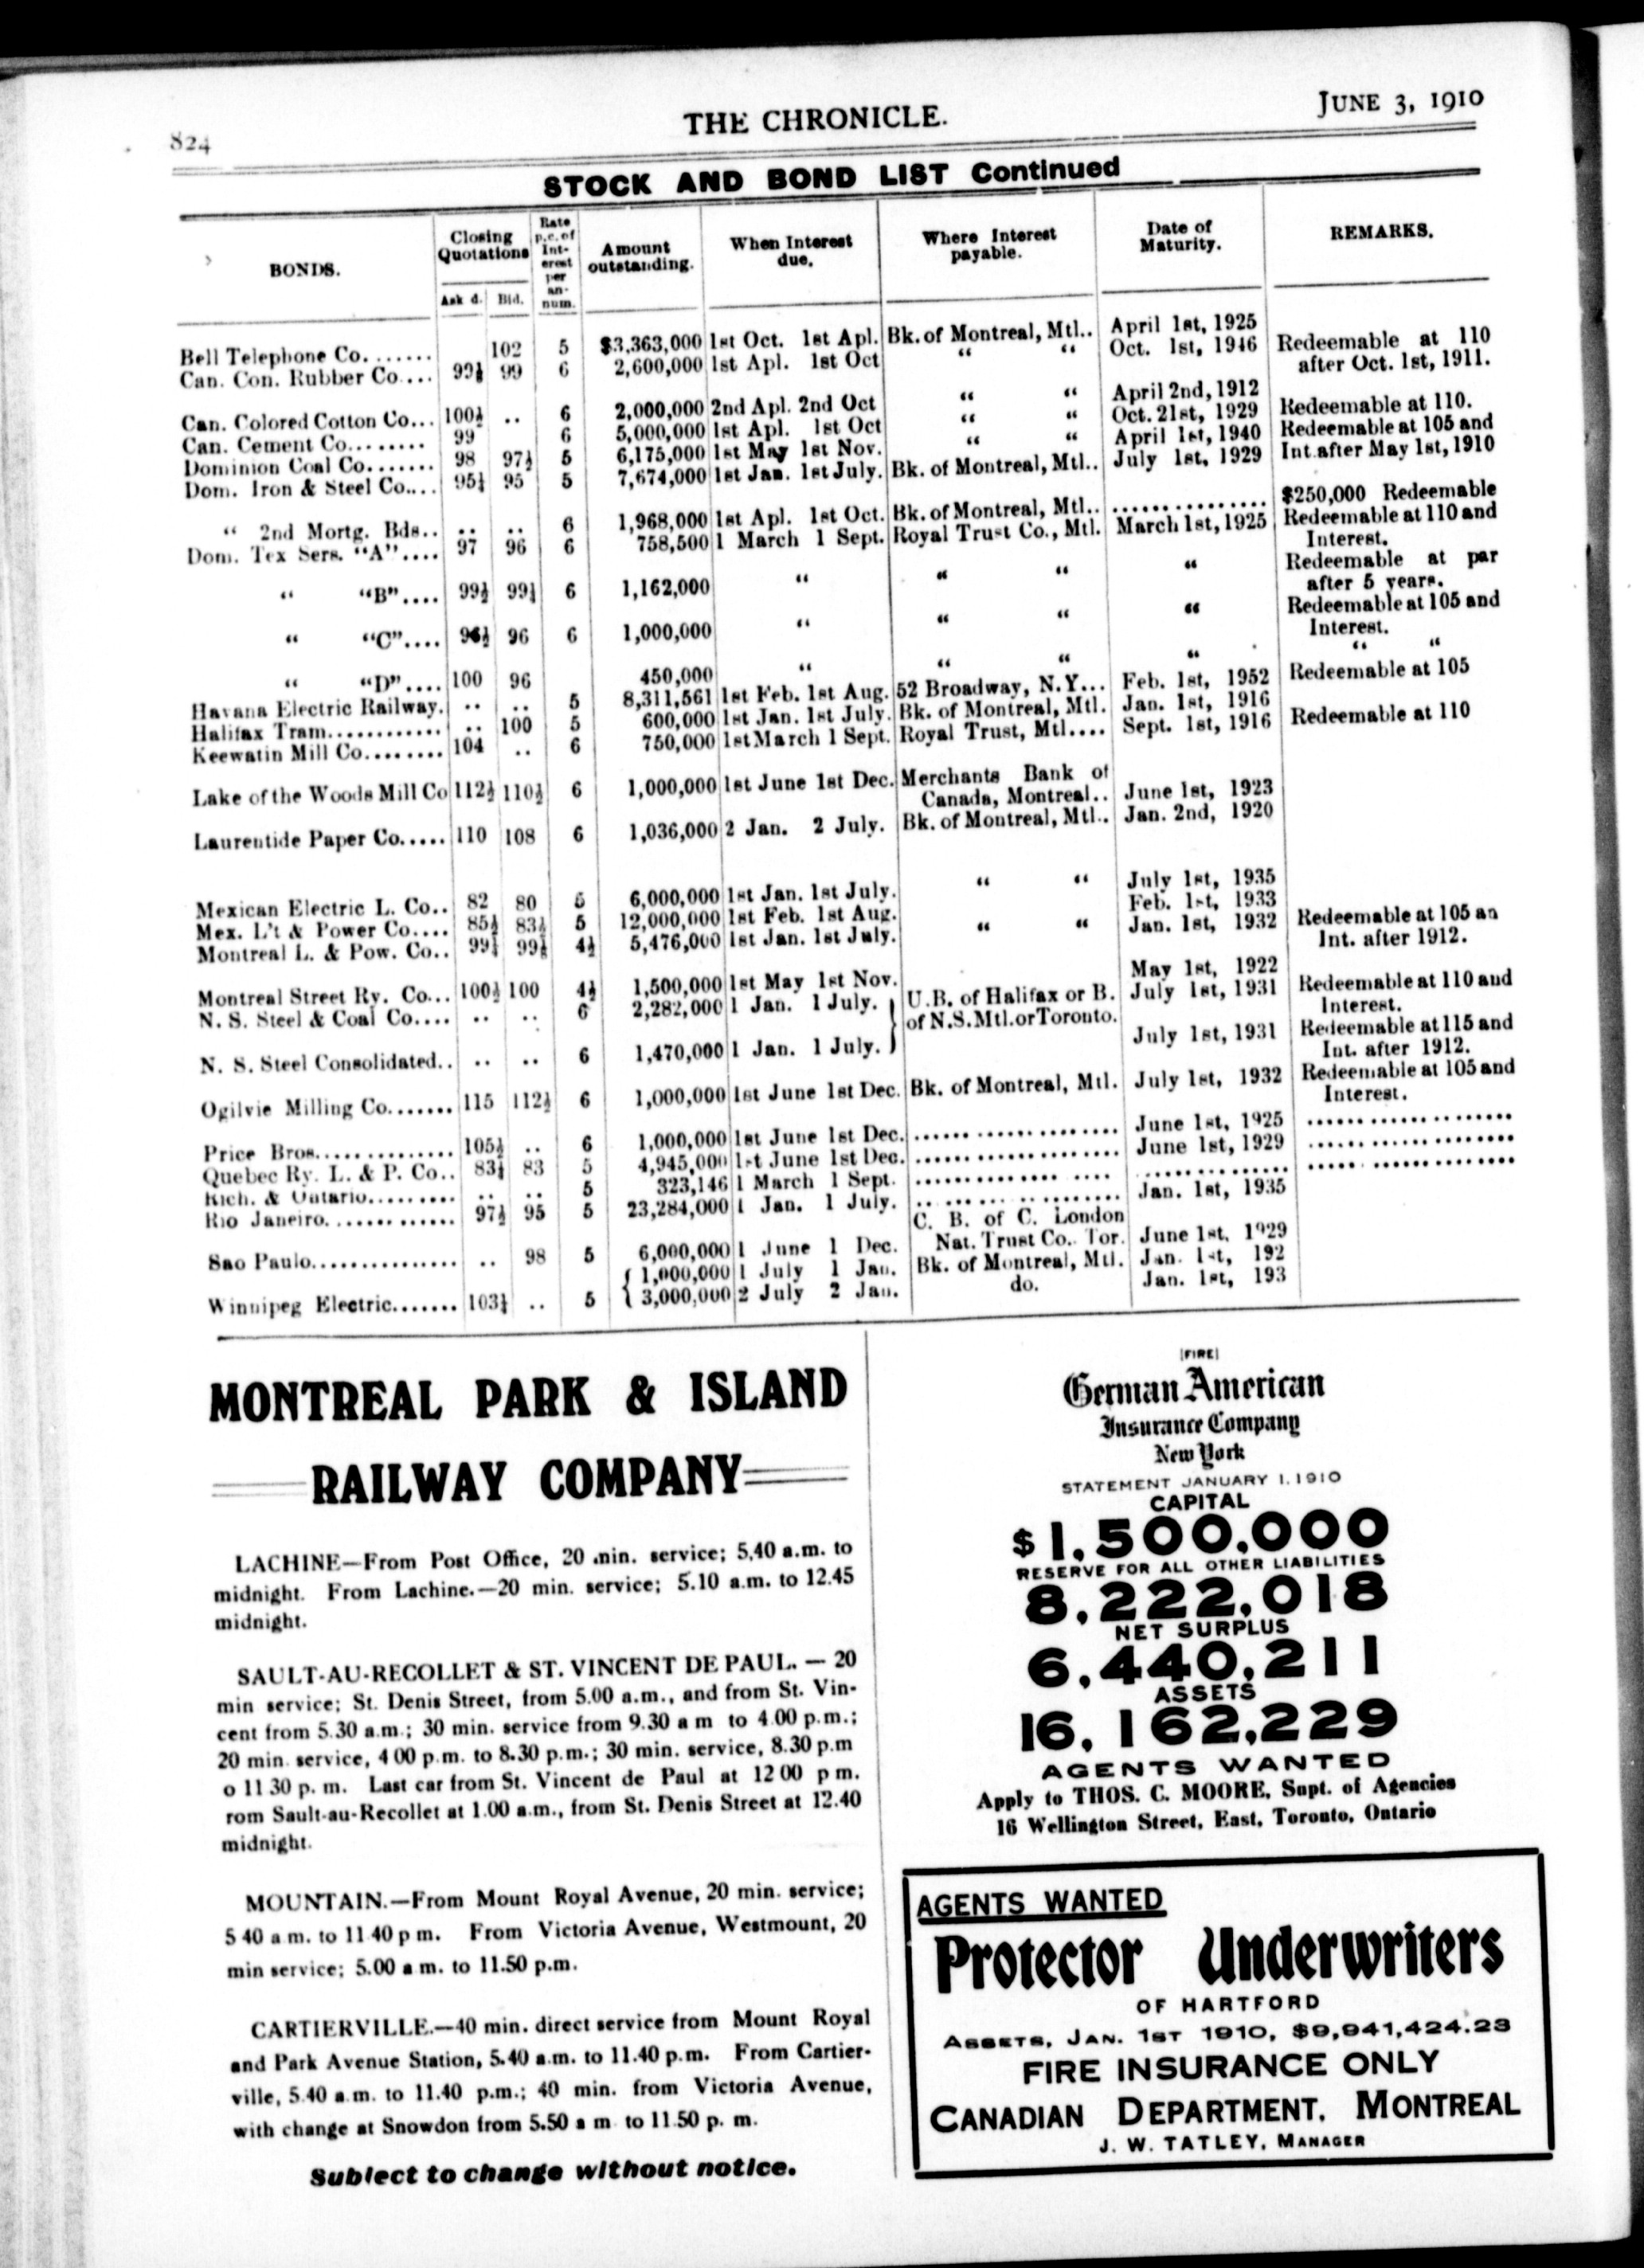 824
THE CHRONICLE.
JUNE 3, 1910
STOCK AND BOND LIST Continued
BONDS. Closing Quotations Rate p.c. of Interest per annum. Amount outstanding. When Interest due. Where Interest payable. Date of Maturity. REMARKS.
Ask d. Bid.
Bell Telephone Co....... 102 5 $3,363,000 1st Oct. 1st Apl. Bk. of Montreal, Mtl.. April 1st, 1925
Can. Con. Rubber Co.... 99½ 99 6 2,600,000 1st Apl. 1st Oct “ “ Oct. 1st, 1946 Redeemable at 110
after Oct. 1st, 1911.
Can. Colored Cotton Co... 100½ .. 6 2,000,000 2nd Apl. 2nd Oct “ “ April 2nd, 1912
Can. Cement Co........ 99 6 5,000,000 1st Apl. 1st Oct “ “ Oct. 21st, 1929 Redeemable at 110.
Dominion Coal Co....... 98 97½ 5 6,175,000 1st May 1st Nov. “ “ April 1st, 1940 Redeemable at 105 and
Dom. Iron & Steel Co.... 95½ 95 5 7,674,000 1st Jan. 1st July. Bk. of Montreal, Mtl.. July 1st, 1929 Int. after May 1st, 1910
“ 2nd Mortg. Bds.. .. .. 6 1,968,000 1st Apl. 1st Oct. Bk. of Montreal, Mtl.. ............... $250,000 Redeemable
Dom. Tex Sers. “A”.... 97 96 6 758,500 1 March 1 Sept. Royal Trust Co., Mtl. March 1st, 1925 Redeemable at 110 and
Interest.
“ “B”.... 99½ 99 6 1,162,000 “ “ “ “ Redeemable at par
after 5 years.
“ “C”.... 96½ 96 6 1,000,000 “ “ “ “ Redeemable at 105 and
Interest.
“ “D”.... 100 96 450,000 “ “ “ “ “ “
Havana Electric Railway. .. .. 5 8,311,561 1st Feb. 1st Aug. 52 Broadway, N.Y... Feb. 1st, 1952 Redeemable at 105
Halifax Tram............ .. 100 5 600,000 1st Jan. 1st July. Bk. of Montreal, Mtl. Jan. 1st, 1916
Keewatin Mill Co........ 104 .. 6 750,000 1st March 1 Sept. Royal Trust, Mtl.... Sept. 1st, 1916 Redeemable at 110
Lake of the Woods Mill Co 112½ 110½ 6 1,000,000 1st June 1st Dec. Merchants Bank of
Canada, Montreal.. June 1st, 1923
Laurentide Paper Co..... 110 108 6 1,036,000 2 Jan. 2 July. Bk. of Montreal, Mtl.. Jan. 2nd, 1920
Mexican Electric L. Co.. 82 80 5 6,000,000 1st Jan. 1st July. “ “ July 1st, 1935
Mex. L't & Power Co.... 85½ 83½ 5 12,000,000 1st Feb. 1st Aug. Feb. 1st, 1933
Montreal L. & Pow. Co.. 99 99 4½ 5,476,000 1st Jan. 1st July. “ “ Jan. 1st, 1932 Redeemable at 105 an
Int. after 1912.
Montreal Street Ry. Co... 100½ 100 4½ 1,500,000 1st May 1st Nov. May 1st, 1922
N. S. Steel & Coal Co.... .. .. 6 2,282,000 1 Jan. 1 July. U.B. of Halifax or B. July 1st, 1931 Redeemable at 110 and
of N.S. Mtl. or Toronto. Interest.
N. S. Steel Consolidated.. .. .. 6 1,470,000 1 Jan. 1 July. July 1st, 1931 Redeemable at 115 and
Int. after 1912.
Ogilvie Milling Co....... 115 112½ 6 1,000,000 1st June 1st Dec. Bk. of Montreal, Mtl. July 1st, 1932 Redeemable at 105 and
Interest.
Price Bros.............. 105½ .. 6 1,000,000 1st June 1st Dec. ..................... June 1st, 1925 .....................
Quebec Ry. L. & P. Co.. 83½ 83 5 4,945,000 1st June 1st Dec. ..................... June 1st, 1929 .....................
Rich. & Ontario......... .. .. 5 323,146 1 March 1 Sept. ..................... ............... .....................
Rio Janeiro............. 97½ 95 5 23,284,000 1 Jan. 1 July. ..................... Jan. 1st, 1935
C. B. of C. London
Sao Paulo............... .. 98 5 6,000,000 1 June 1 Dec. Nat. Trust Co. Tor. June 1st, 1929
1,000,000 1 July 1 Jan. Bk. of Montreal, Mtl. Jan. 1st, 192
Winnipeg Electric....... 103½ .. 5 3,000,000 2 July 2 Jan. do. Jan. 1st, 193
MONTREAL PARK & ISLAND
RAILWAY COMPANY
LACHINE—From Post Office, 20 min. service; 5.40 a.m. to
midnight. From Lachine.—20 min. service; 5.10 a.m. to 12.45
midnight.
SAULT-AU-RECOLLET & ST. VINCENT DE PAUL. — 20
min service; St. Denis Street, from 5.00 a.m., and from St. Vin-
cent from 5.30 a.m.; 30 min. service from 9.30 a m to 4.00 p.m.;
20 min. service, 4 00 p.m. to 8.30 p.m.; 30 min. service, 8.30 p.m
o 11 30 p. m. Last car from St. Vincent de Paul at 12 00 p m.
rom Sault-au-Recollet at 1.00 a.m., from St. Denis Street at 12.40
midnight.
MOUNTAIN.—From Mount Royal Avenue, 20 min. service;
5 40 a m. to 11 40 p m. From Victoria Avenue, Westmount, 20
min service; 5.00 a m. to 11.50 p.m.
CARTIERVILLE.—40 min. direct service from Mount Royal
and Park Avenue Station, 5.40 a.m. to 11.40 p.m. From Cartier-
ville, 5.40 a.m. to 11.40 p.m.; 40 min. from Victoria Avenue,
with change at Snowdon from 5.50 a m to 11.50 p. m.
Subject to change without notice.
[FIRE]
German American
Insurance Company
New York
STATEMENT JANUARY 1, 1910
CAPITAL
$1,500,000
RESERVE FOR ALL OTHER LIABILITIES
8,222,018
NET SURPLUS
6,440,211
ASSETS
16,162,229
AGENTS WANTED
Apply to THOS. C. MOORE, Supt. of Agencies
16 Wellington Street, East, Toronto, Ontario
AGENTS WANTED
Protector Underwriters
OF HARTFORD
ASSETS, JAN. 1ST 1910, $9,941,424.23
FIRE INSURANCE ONLY
CANADIAN DEPARTMENT, MONTREAL
J. W. TATLEY, MANAGER